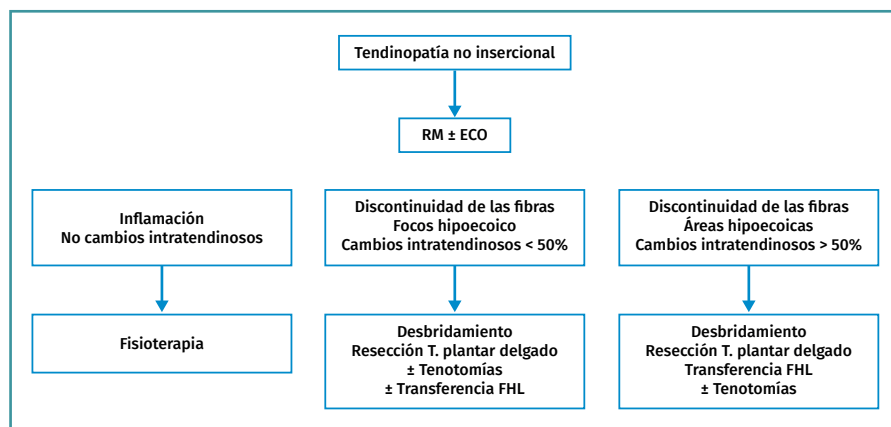 Tendinopatía no insercional
RM ± ECO
Inflamación
No cambios intratendinosos
Discontinuidad de las fibras
Focos hipoecoico
Cambios intratendinosos < 50%
Discontinuidad de las fibras
Áreas hipoecoicas
Cambios intratendinosos > 50%
Fisioterapia
Desbridamiento
Resección T. plantar delgado
± Tenotomías
± Transferencia FHL
Desbridamiento
Resección T. plantar delgado
Transferencia FHL
± Tenotomías